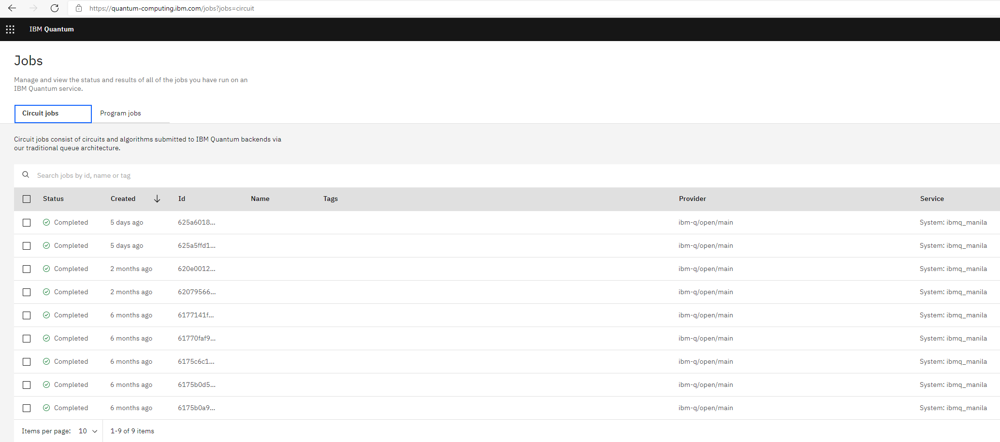 https://quantum-computing.ibm.com/jobs?jobs=circuit
IBM Quantum
Jobs
Manage and view the status and results of all of the jobs you have run on an
IBM Quantum service.
Circuit jobs Program jobs
Circuit jobs consist of circuits and algorithms submitted to IBM Quantum backends via
our traditional queue architecture.
Search jobs by id, name or tag
Status Created Id Name Tags Provider Service
Completed 5 days ago 625a6018... ibm-q/open/main System: ibmq_manila
Completed 5 days ago 625a5ffd1... ibm-q/open/main System: ibmq_manila
Completed 2 months ago 620e0012... ibm-q/open/main System: ibmq_manila
Completed 2 months ago 62079566... ibm-q/open/main System: ibmq_manila
Completed 6 months ago 6177141f... ibm-q/open/main System: ibmq_manila
Completed 6 months ago 61770faf9... ibm-q/open/main System: ibmq_manila
Completed 6 months ago 6175c6c1... ibm-q/open/main System: ibmq_manila
Completed 6 months ago 6175b0d5... ibm-q/open/main System: ibmq_manila
Completed 6 months ago 6175b0a9... ibm-q/open/main System: ibmq_manila
Items per page: 10 1-9 of 9 items